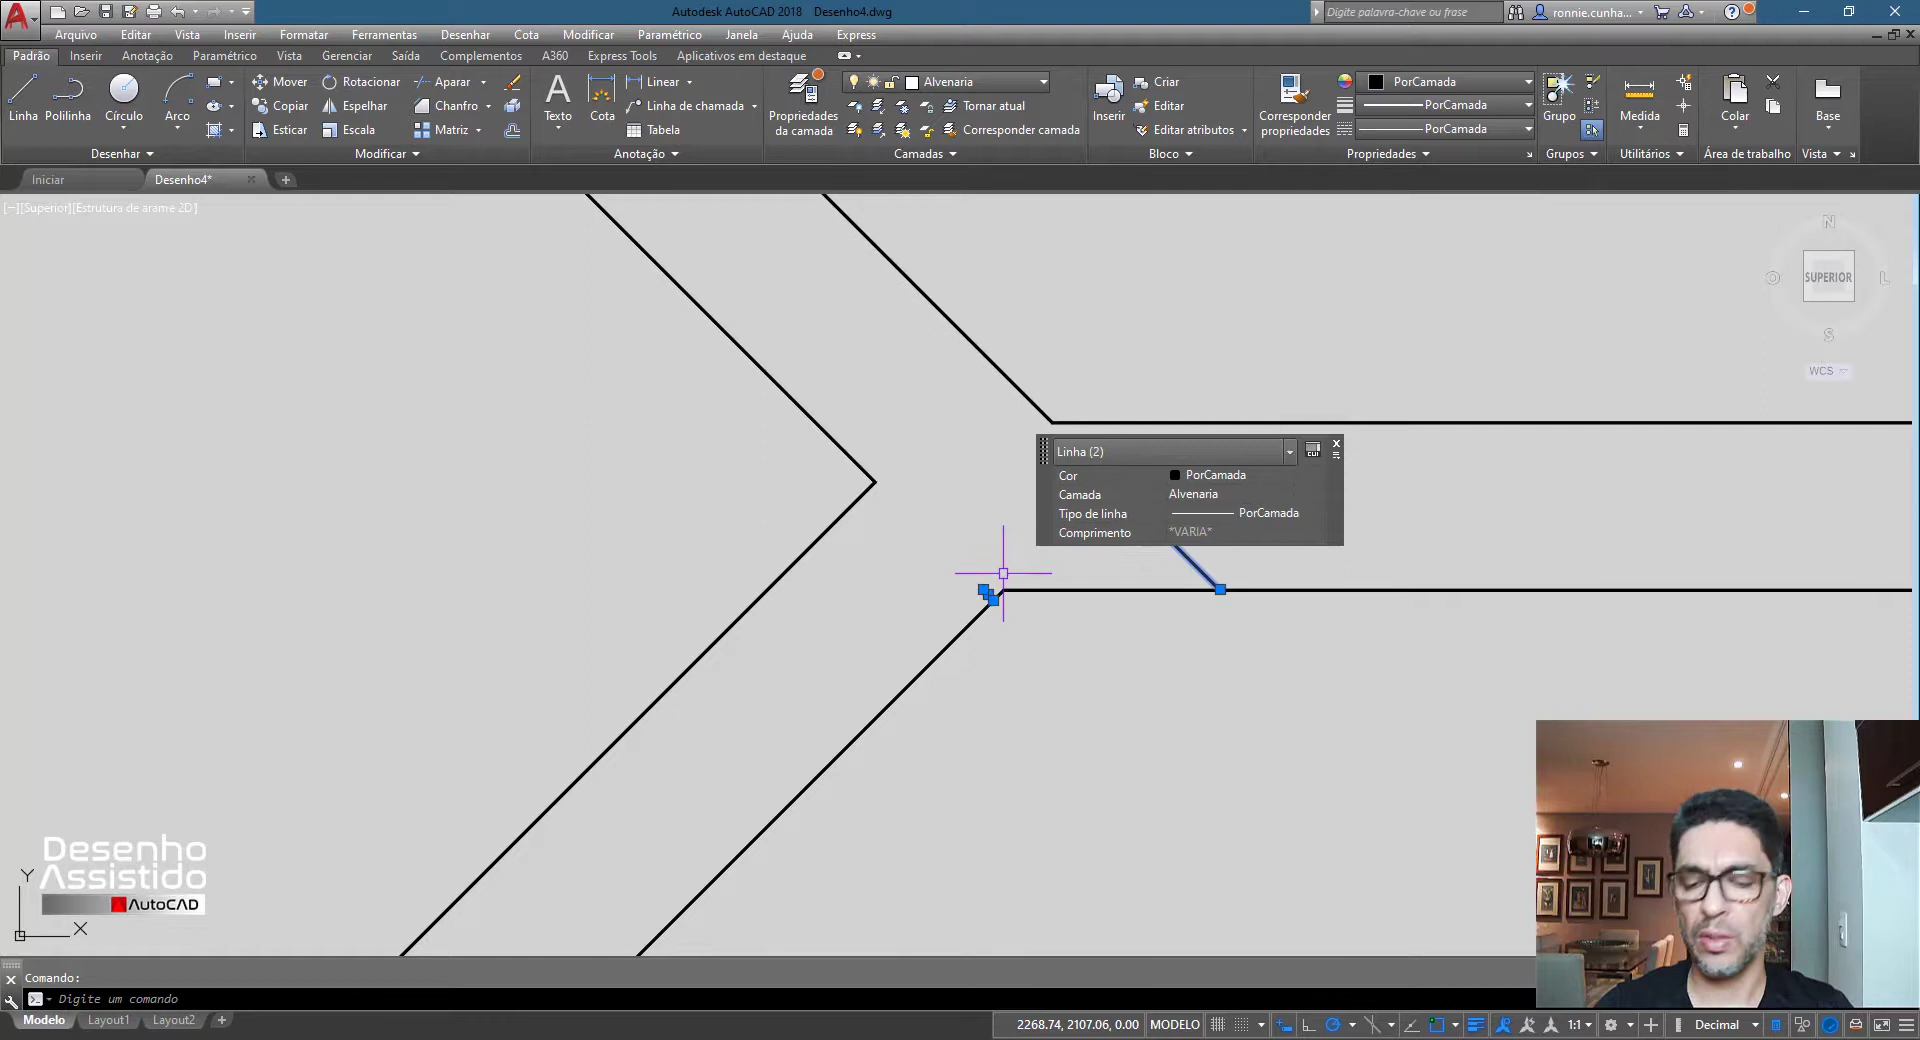 Autodesk AutoCAD 2018 Desenho4.dwg
Digite palavra-chave ou frase
ronnie.cunha...
Arquivo Editar Vista Inserir Formatar Ferramentas Desenhar Cota Modificar Paramétrico Janela Ajuda Express
Padrão Inserir Anotação Paramétrico Vista Gerenciar Saída Complementos A360 Express Tools Aplicativos em destaque
Linha Polilinha Círculo Arco
Mover Rotacionar Aparar
Copiar Espelhar Chanfro
Esticar Escala Matriz
Texto Cota
Linear
Linha de chamada
Tabela
Propriedades
da camada
Alvenaria
Tornar atual
Corresponder camada
Inserir
Criar
Editar
Editar atributos
Corresponder
propriedades
PorCamada
PorCamada
PorCamada
Grupo Medida Colar Base
Desenhar Modificar Anotação Camadas Bloco Propriedades Grupos Utilitários Área de trabalho Vista
Iniciar Desenho4*
[−][Superior][Estrutura de arame 2D]
N
O SUPERIOR L
S
WCS
Linha (2)
CUI
Cor PorCamada
Camada Alvenaria
Tipo de linha PorCamada
Comprimento *VARIA*
Desenho
Assistido
AutoCAD
Y
X
Comando:
Digite um comando
Modelo Layout1 Layout2
2268.74, 2107.06, 0.00 MODELO 1:1 Decimal